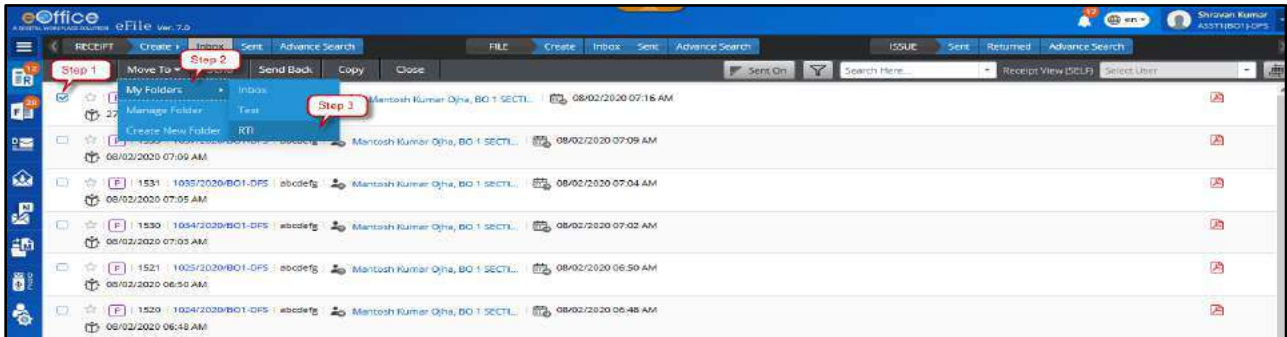 eOffice
A DIGITAL WORKPLACE SOLUTION eFile Ver. 7.0 12 en Shravan Kumar
ASST1(BO1)-DFS
RECEIPT Create Inbox Sent Advance Search FILE Create Inbox Sent Advance Search ISSUE Sent Returned Advance Search
Step 1 Move To Step 2 Send Back Copy Close Sent On Search Here... Receipt View (SELF) Select User
My Folders Inbox Mantosh Kumar Ojha, BO 1 SECTI... 08/02/2020 07:16 AM
27 Manage Folder Test Step 3
Create New Folder RTI
P Mantosh Kumar Ojha, BO 1 SECTI... 08/02/2020 07:09 AM
08/02/2020 07:09 AM
P 1531 1035/2020/BO1-DFS abcdefg Mantosh Kumar Ojha, BO 1 SECTI... 08/02/2020 07:04 AM
08/02/2020 07:05 AM
P 1530 1034/2020/BO1-DFS abcdefg Mantosh Kumar Ojha, BO 1 SECTI... 08/02/2020 07:02 AM
08/02/2020 07:03 AM
P 1521 1025/2020/BO1-DFS abcdefg Mantosh Kumar Ojha, BO 1 SECTI... 08/02/2020 06:50 AM
08/02/2020 06:50 AM
P 1520 1024/2020/BO1-DFS abcdefg Mantosh Kumar Ojha, BO 1 SECTI... 08/02/2020 06:48 AM
08/02/2020 06:48 AM